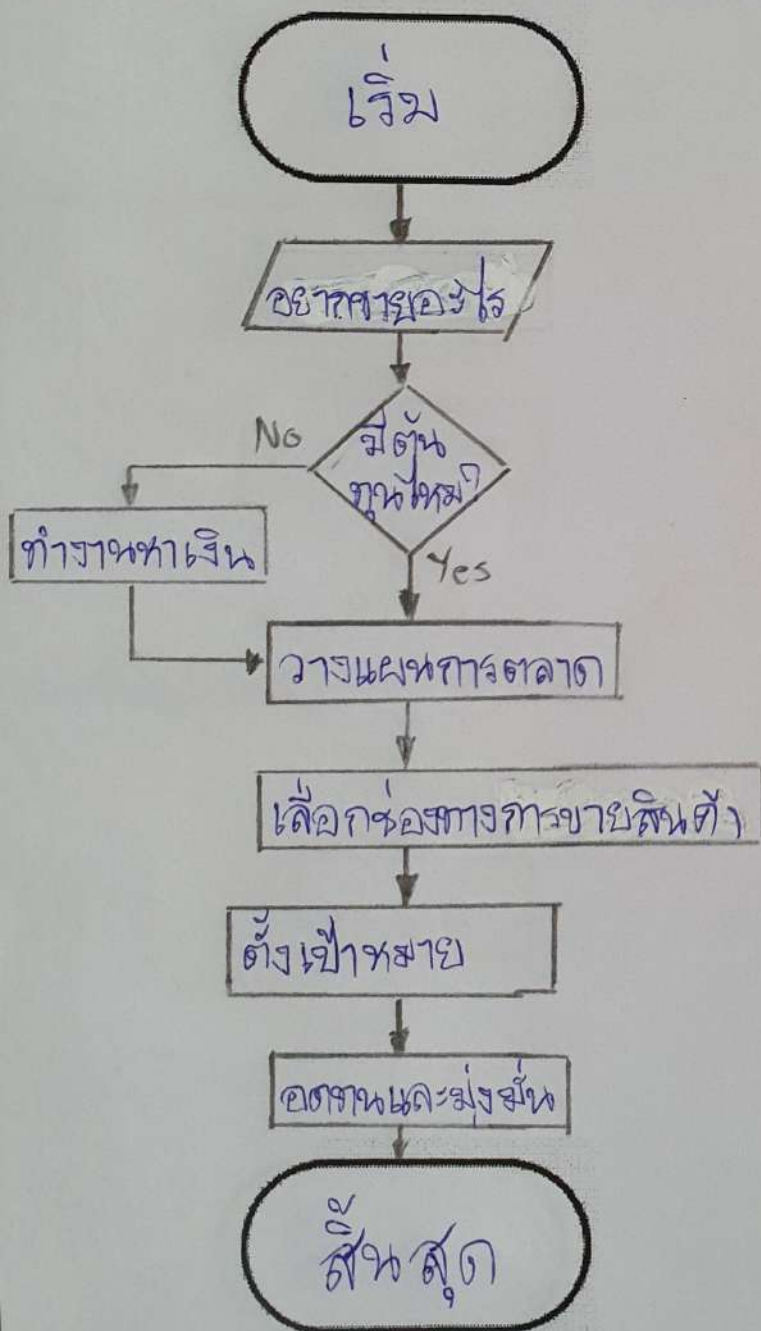 เริ่ม
อยากขายอะไร
No
มีต้น
ทุนไหม?
ทำงานหาเงิน
Yes
วางแผนการตลาด
เลือกช่องทางการขายสินค้า
ตั้งเป้าหมาย
อดทนและมุ่งมั่น
สิ้นสุด